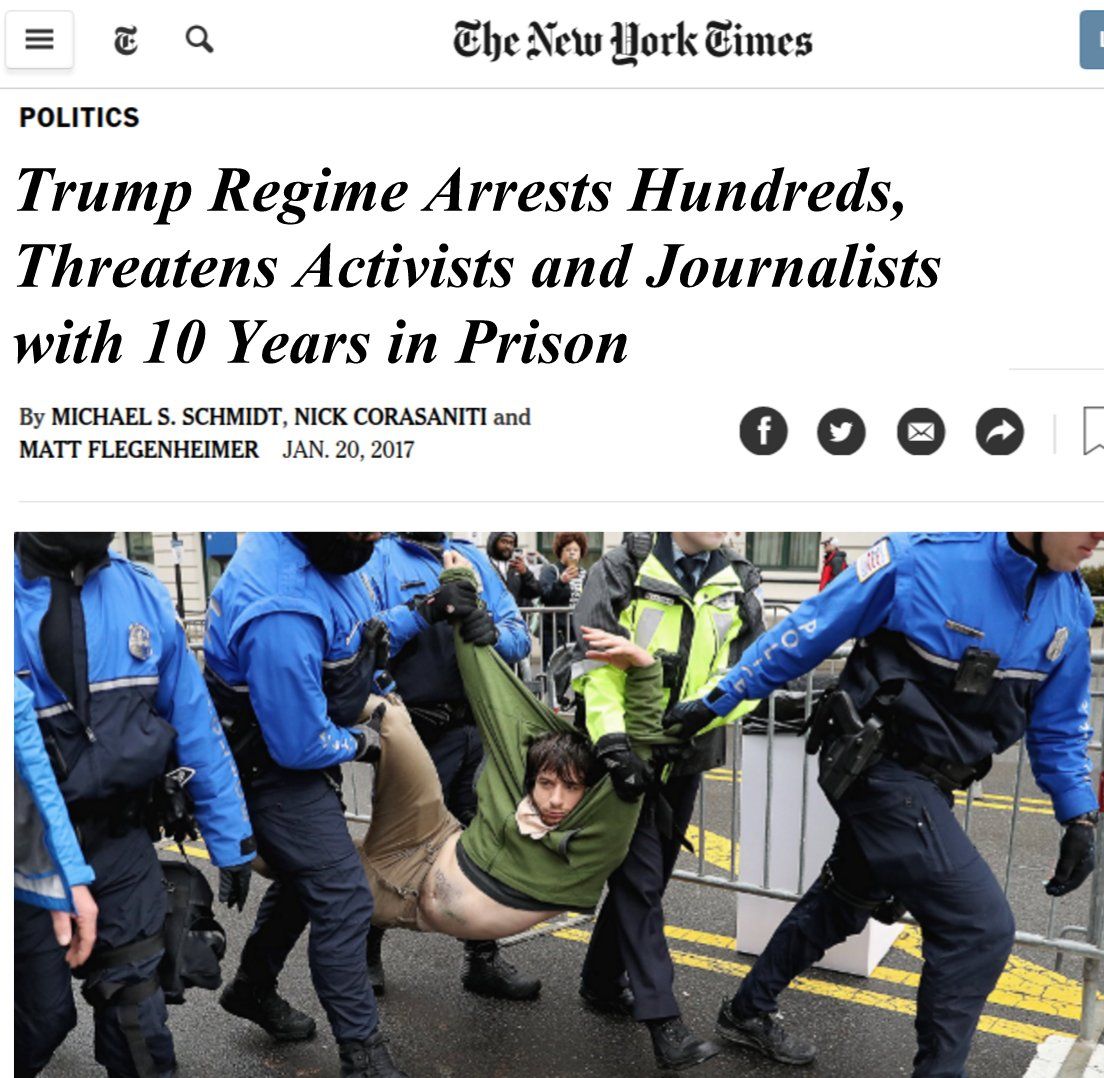 The New York Times
POLITICS
Trump Regime Arrests Hundreds,
Threatens Activists and Journalists
with 10 Years in Prison
By MICHAEL S. SCHMIDT, NICK CORASANITI and
MATT FLEGENHEIMER JAN. 20, 2017
POLICE